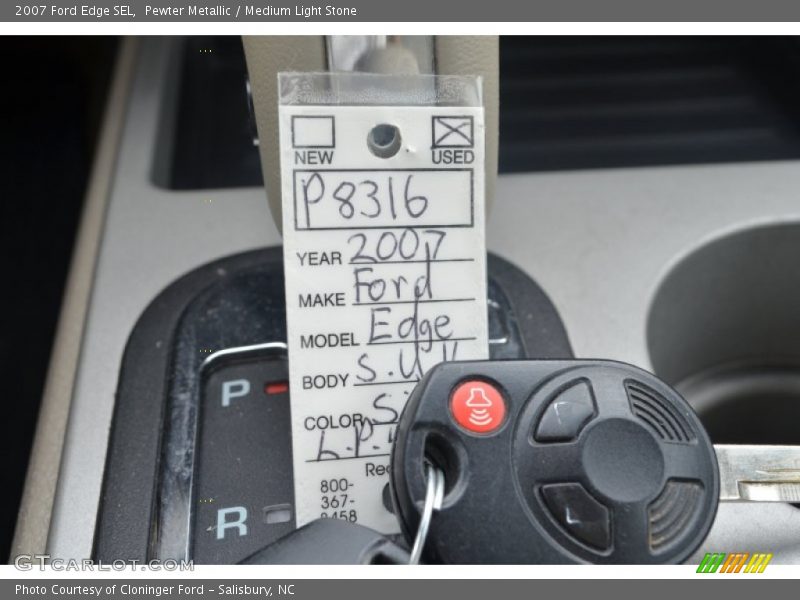 2007 Ford Edge SEL, Pewter Metallic / Medium Light Stone
NEW USED
P8316
YEAR 2007
MAKE Ford
MODEL Edge
BODY S.U.V
COLOR
L.P.
800-
367-
8458
P
R
GTCARLOT.COM
Photo Courtesy of Cloninger Ford - Salisbury, NC